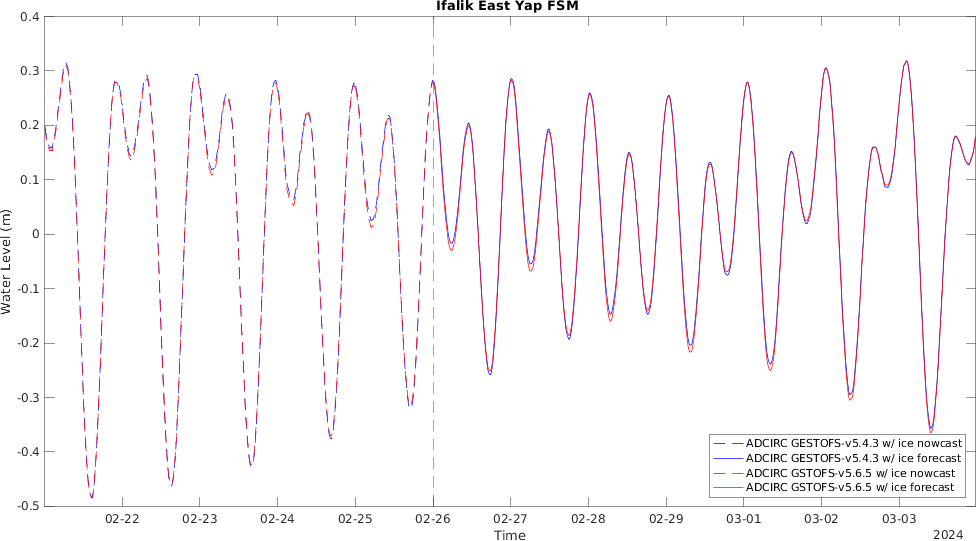 Ifalik East Yap FSM
0.4
0.3
0.2
0.1
0
-0.1
-0.2
-0.3
-0.4
-0.5
Water Level (m)
ADCIRC GESTOFS-v5.4.3 w/ ice nowcast
ADCIRC GESTOFS-v5.4.3 w/ ice forecast
ADCIRC GSTOFS-v5.6.5 w/ ice nowcast
ADCIRC GSTOFS-v5.6.5 w/ ice forecast
02-22 02-23 02-24 02-25 02-26 02-27 02-28 02-29 03-01 03-02 03-03
Time
2024